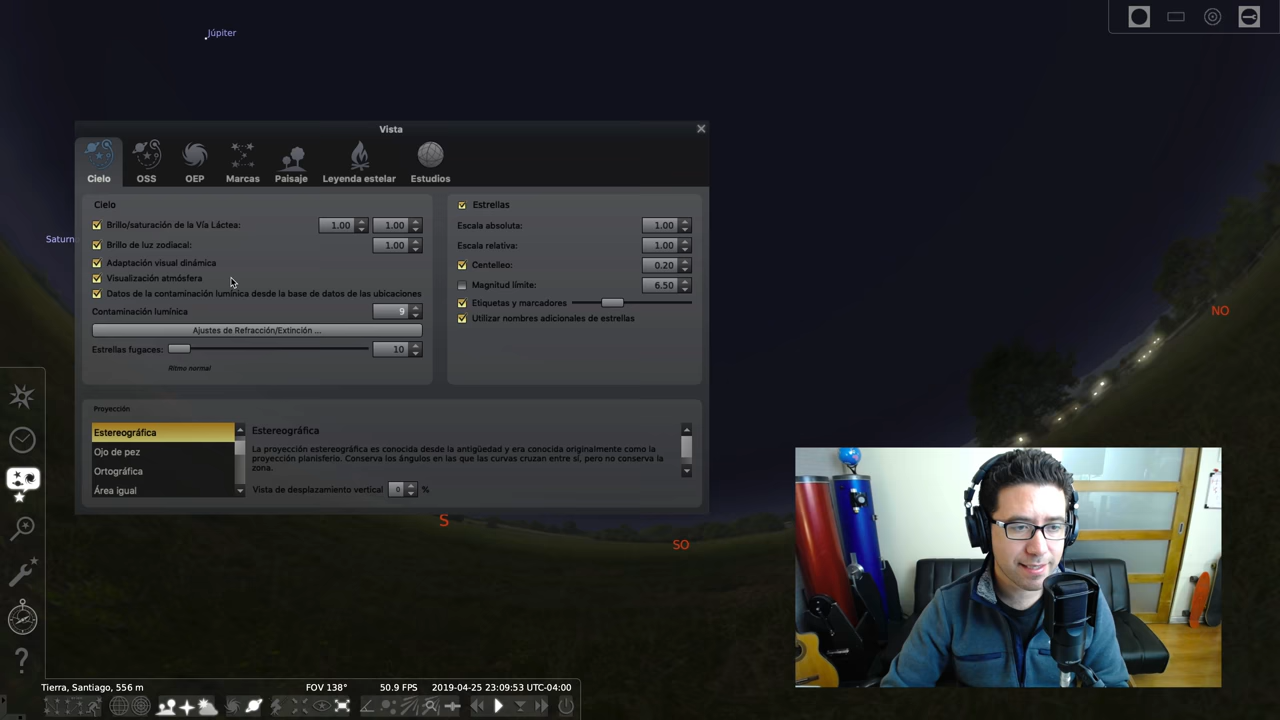 Júpiter
Vista
Cielo OSS OEP Marcas Paisaje Leyenda estelar Estudios
Cielo
Brillo/saturación de la Vía Láctea: 1.00 1.00
Brillo de luz zodiacal: 1.00
Adaptación visual dinámica
Visualización atmósfera
Datos de la contaminación lumínica desde la base de datos de las ubicaciones
Contaminación lumínica 9
Ajustes de Refracción/Extinción ...
Estrellas fugaces: 10
Ritmo normal
Estrellas
Escala absoluta: 1.00
Escala relativa: 1.00
Centelleo: 0.20
Magnitud límite: 6.50
Etiquetas y marcadores
Utilizar nombres adicionales de estrellas
Saturn
NO
Proyección
Estereográfica
Ojo de pez
Ortográfica
Área igual
Estereográfica
La proyección estereográfica es conocida desde la antigüedad y era conocida originalmente como la
proyección planisferio. Conserva los ángulos en las que las curvas cruzan entre sí, pero no conserva la
zona.
Vista de desplazamiento vertical 0 %
S
SO
Tierra, Santiago, 556 m FOV 138° 50.9 FPS 2019-04-25 23:09:53 UTC-04:00